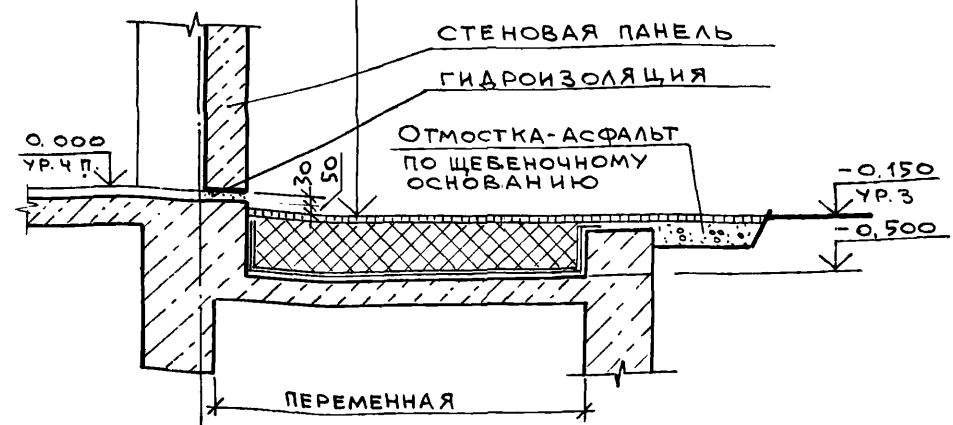 СТЕНОВАЯ ПАНЕЛЬ
ГИДРОИЗОЛЯЦИЯ
0.000
УР. Ч П.
30
50
ОТМОСТКА-АСФАЛЬТ
ПО ЩЕБЕНОЧНОМУ
ОСНОВАНИЮ
-0.150
УР. З
-0,500
ПЕРЕМЕННАЯ